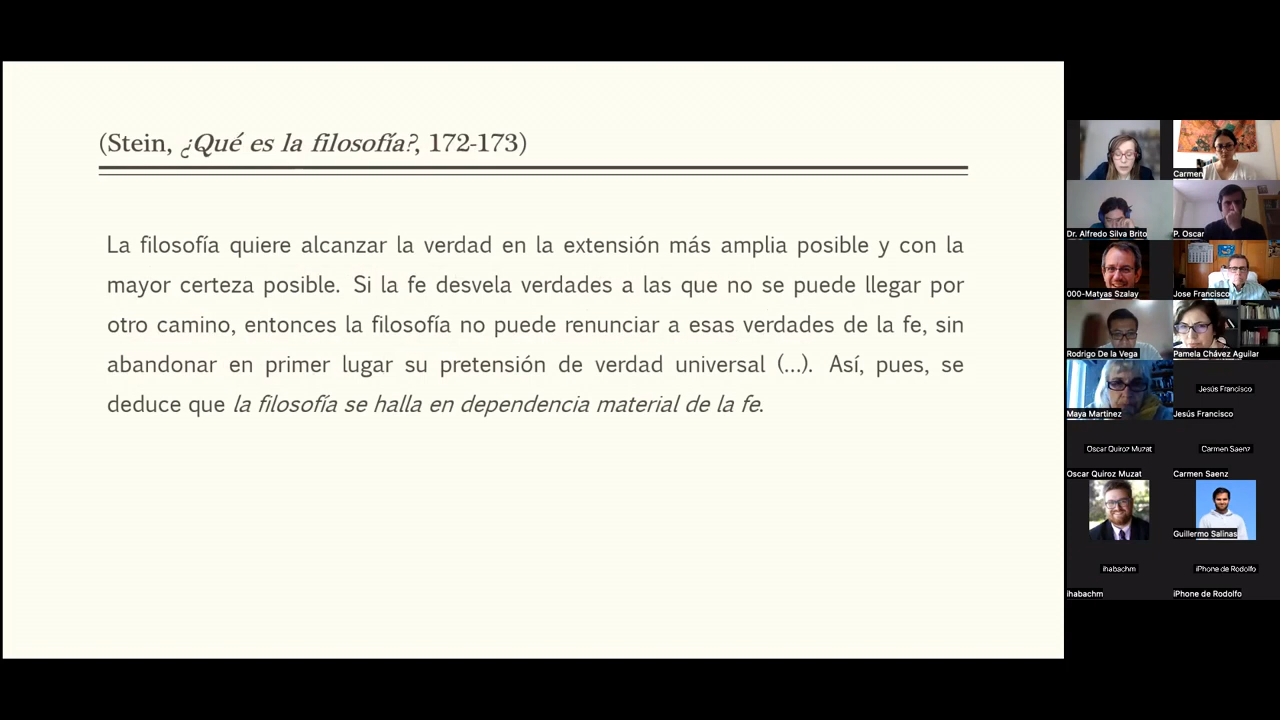 (Stein, ¿Qué es la filosofía?, 172-173)
La filosofía quiere alcanzar la verdad en la extensión más amplia posible y con la
mayor certeza posible. Si la fe desvela verdades a las que no se puede llegar por
otro camino, entonces la filosofía no puede renunciar a esas verdades de la fe, sin
abandonar en primer lugar su pretensión de verdad universal (...). Así, pues, se
deduce que la filosofía se halla en dependencia material de la fe.
Carmen
Dr. Alfredo Silva Brito
P. Oscar
000-Matyas Szalay
Jose Francisco
Rodrigo De la Vega
Pamela Chávez Aguilar
Maya Martinez
Jesús Francisco
Jesús Francisco
Oscar Quiroz Muzat
Carmen Saenz
Oscar Quiroz Muzat
Carmen Saenz
Guillermo Salinas
ihabachm
iPhone de Rodolfo
ihabachm
iPhone de Rodolfo